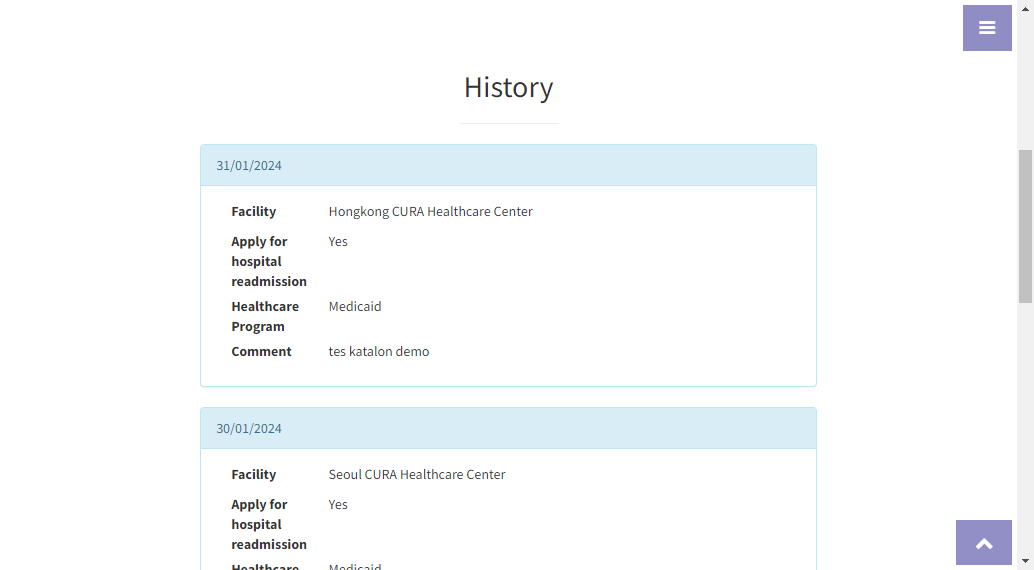 History
31/01/2024
Facility Hongkong CURA Healthcare Center
Apply for Yes
hospital
readmission
Healthcare Medicaid
Program
Comment tes katalon demo
30/01/2024
Facility Seoul CURA Healthcare Center
Apply for Yes
hospital
readmission
Healthcare Medicaid